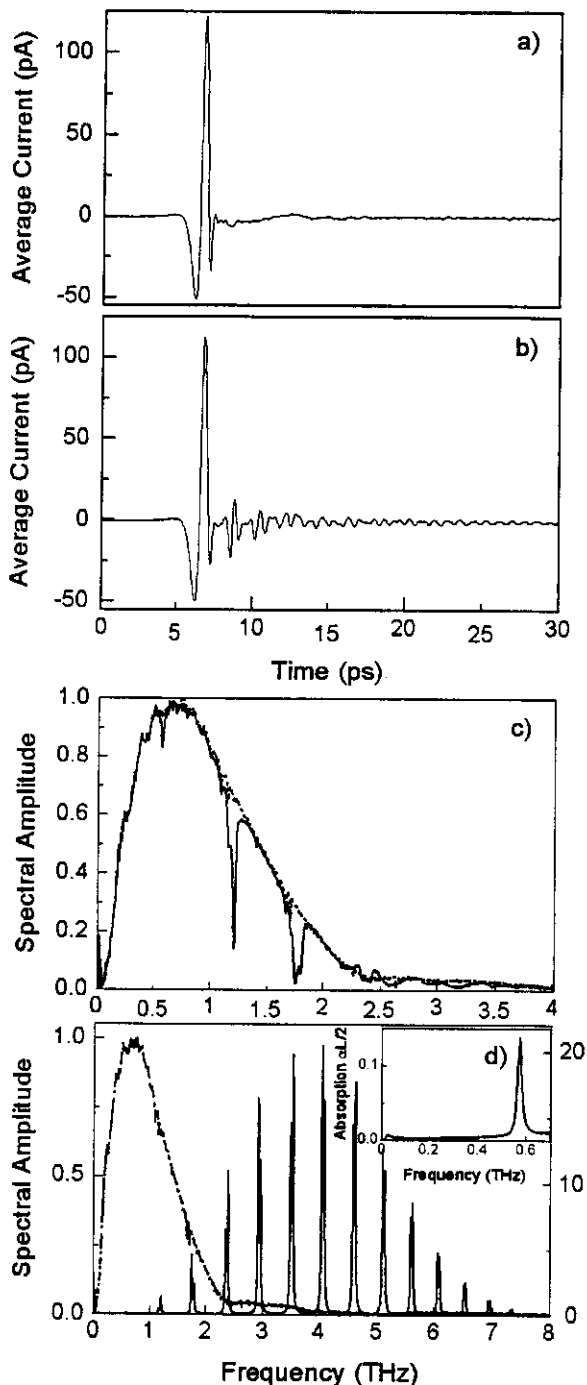 a)
Average Current (pA)
100
50
0
-50
b)
Average Current (pA)
100
50
0
-50
0 5 10 15 20 25 30
Time (ps)
c)
Spectral Amplitude
1.0
0.8
0.6
0.4
0.2
0.0
0 0.5 1 1.5 2 2.5 3 3.5 4
d)
Spectral Amplitude
1.0
0.5
0.0
Absorption αL/2
0.1
0.0
0 0.2 0.4 0.6
Frequency (THz)
20
10
0
0 1 2 3 4 5 6 7 8
Frequency (THz)